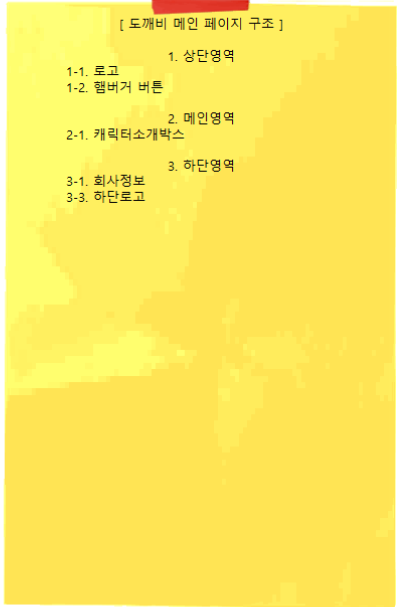 [ 도깨비 메인 페이지 구조 ]
1. 상단영역
1-1. 로고
1-2. 햄버거 버튼
2. 메인영역
2-1. 캐릭터소개박스
3. 하단영역
3-1. 회사정보
3-3. 하단로고